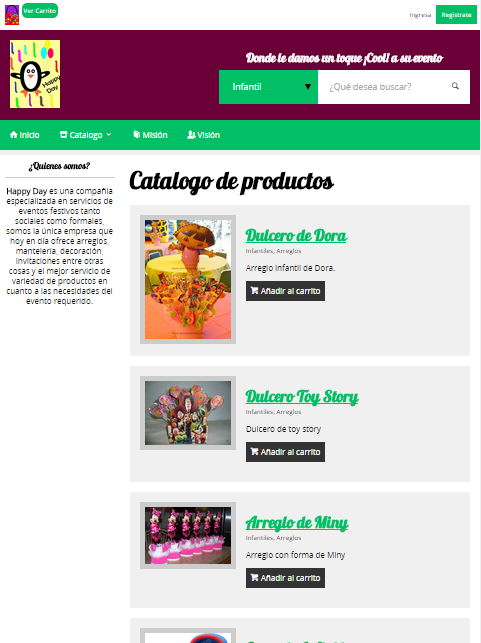 Ver Carrito
Ingresa
Registrate
Happy
Day
Donde le damos un toque ¡Cool! a su evento
Infantil
¿Qué desea buscar?
Inicio
Catalogo
Misión
Visión
¿Quienes somos?
Happy Day es una compañia
especializada en servicios de
eventos festivos tanto
sociales como formales,
somos la única empresa que
hoy en día ofrece arreglos,
mantelería, decoración,
invitaciones entre otras
cosas y el mejor servicio de
variedad de productos en
cuanto a las necesidades del
evento requerido.
Catalogo de productos
Dulcero de Dora
Infantiles, Arreglos
Arreglo Infantil de Dora.
Añadir al carrito
Dulcero Toy Story
Infantiles, Arreglos
Dulcero de toy story
Añadir al carrito
Arreglo de Miny
Infantiles, Arreglos
Arreglo con forma de Miny
Añadir al carrito